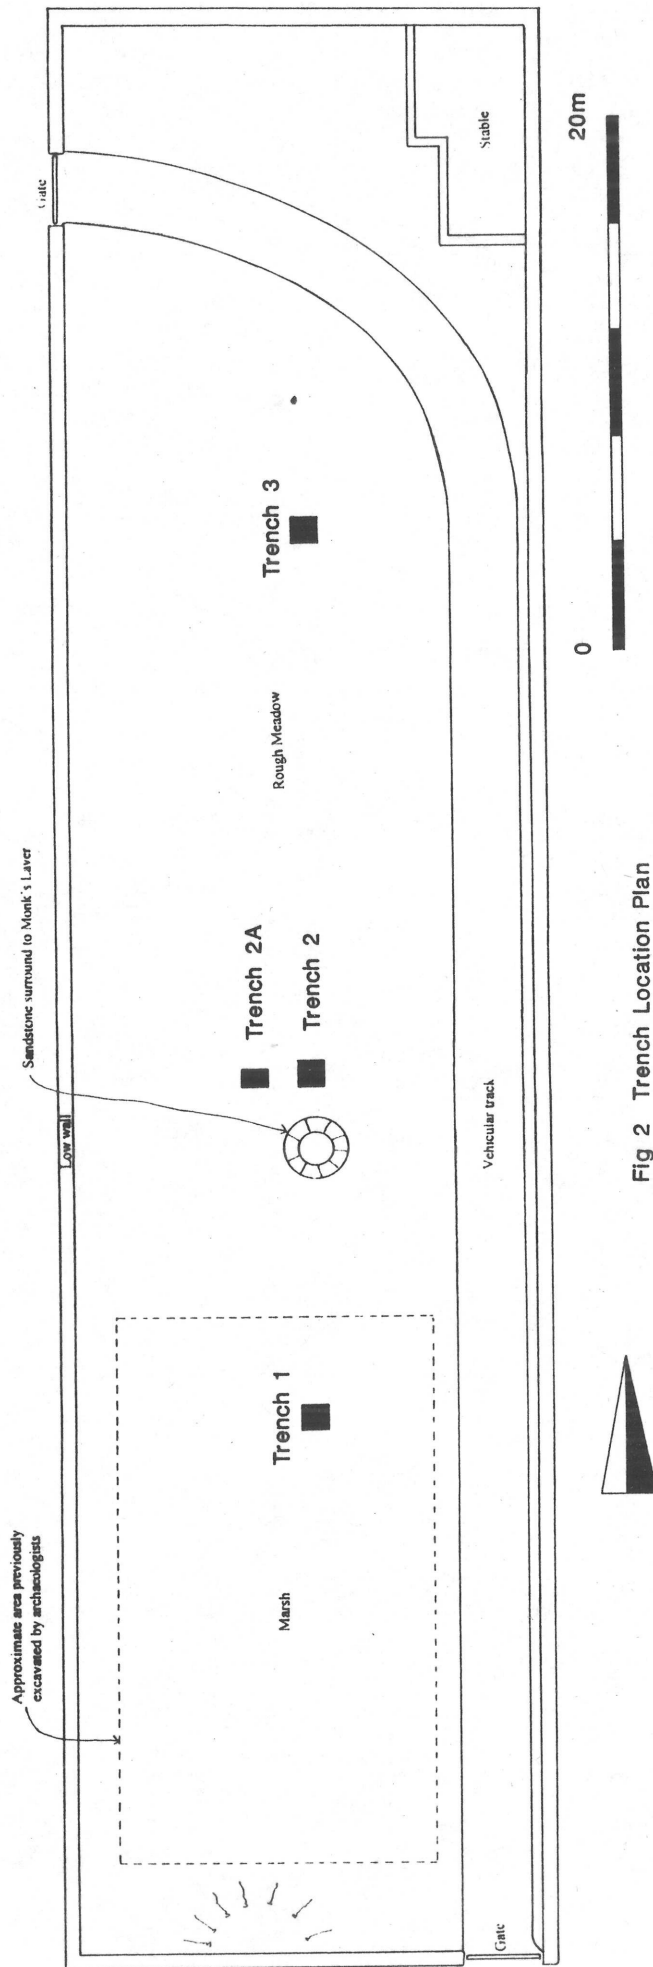 Approximate area previously
excavated by archaeologists
Sandstone surround to Monk's Laver
Gate
Low wall
Stable
Trench 3
Rough Meadow
Trench 2A
Trench 2
Trench 1
Marsh
Vehicular track
Gate
0
20m
Fig 2 Trench Location Plan